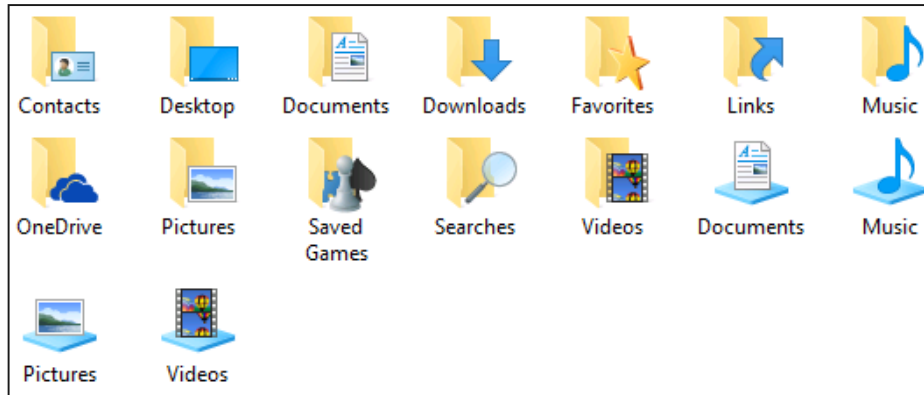 Contacts
Desktop
Documents
Downloads
Favorites
Links
Music
OneDrive
Pictures
Saved
Games
Searches
Videos
Documents
Music
Pictures
Videos